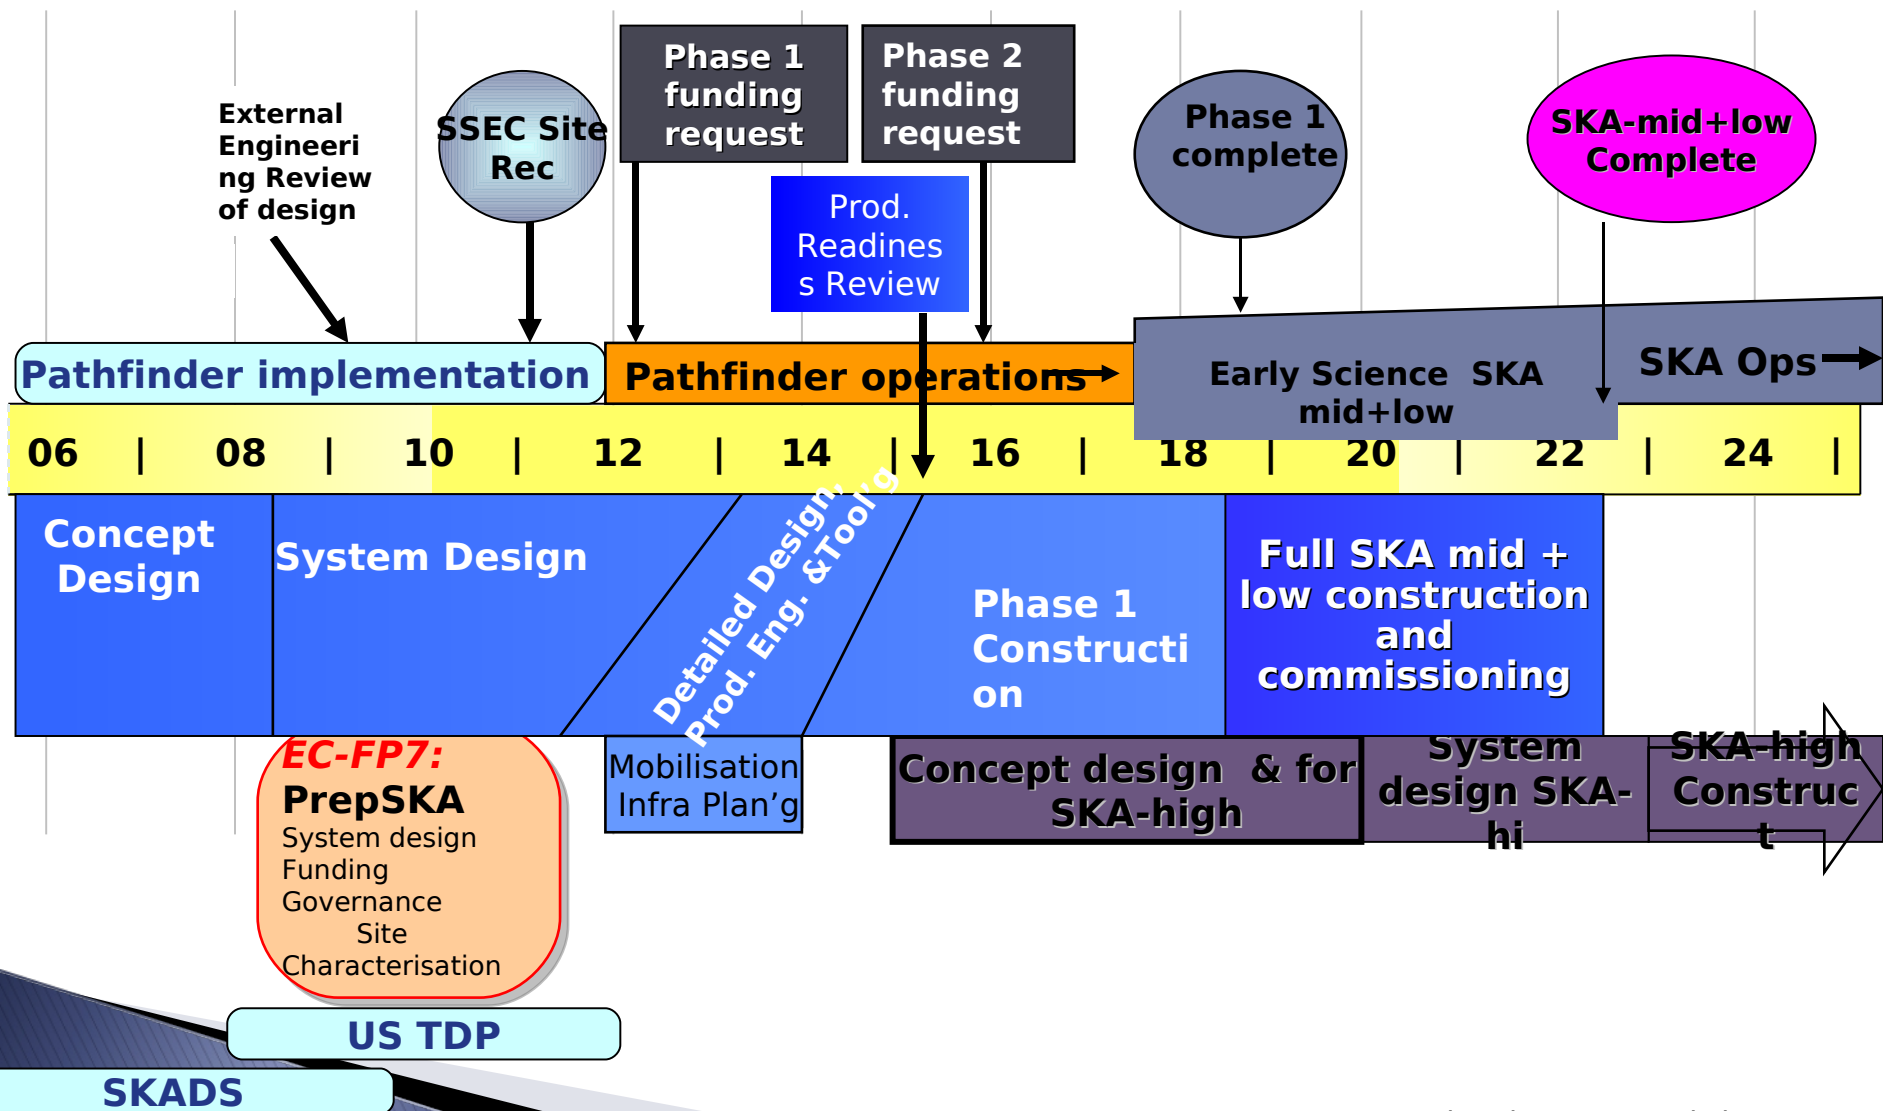 External
Engineeri
ng Review
of design
SSEC Site
Rec
Phase 1
funding
request
Phase 2
funding
request
Prod.
Readines
s Review
Phase 1
complete
SKA-mid+low
Complete
Pathfinder implementation
Pathfinder operations
Early Science SKA
mid+low
SKA Ops
06 | 08 | 10 | 12 | 14 | 16 | 18 | 20 | 22 | 24 |
Concept
Design
System Design
Detailed Design,
Prod. Eng. &Tool’g
Phase 1
Constructi
on
Full SKA mid +
low construction
and
commissioning
EC-FP7:
PrepSKA
System design
Funding
Governance
Site
Characterisation
Mobilisation
Infra Plan’g
Concept design & for
SKA-high
System
design SKA-
hi
SKA-high
Construc
t
US TDP
SKADS